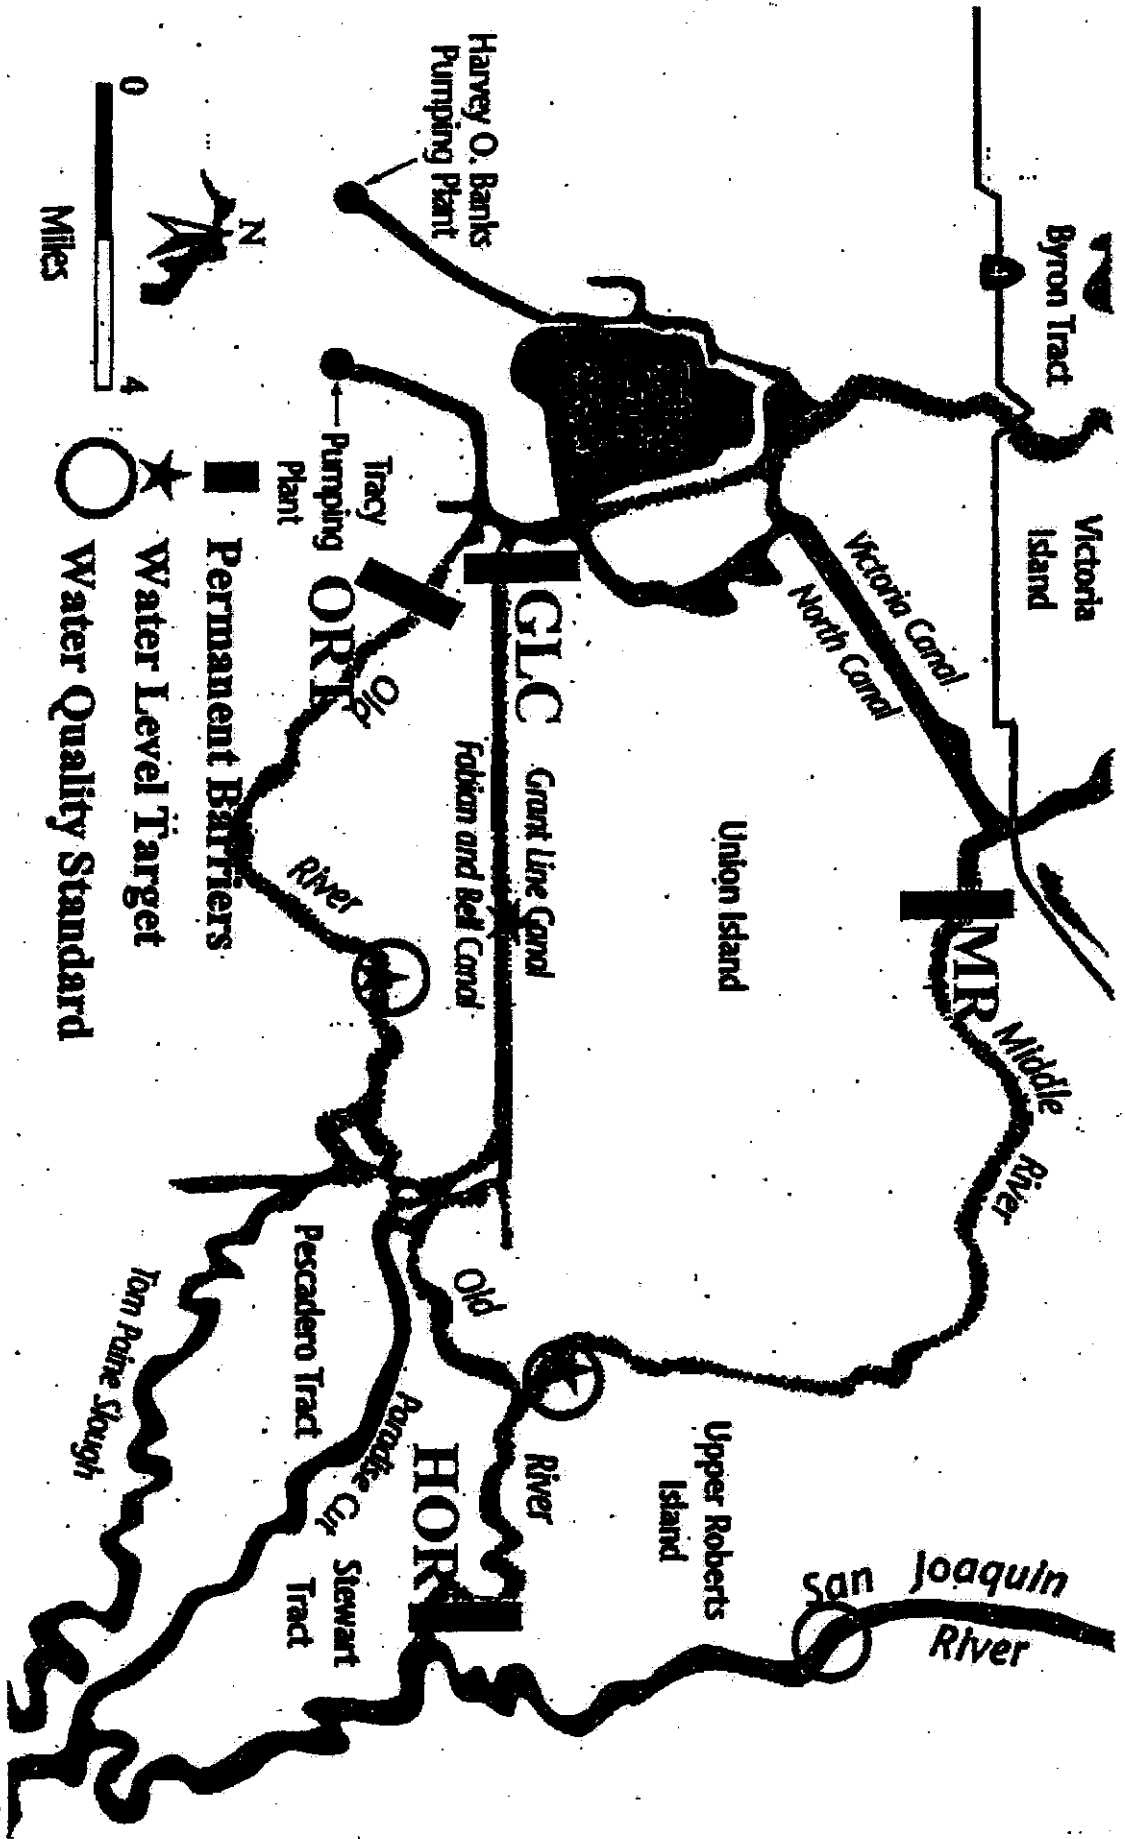 Byron Tract
4
Victoria
Island
Victoria Canal
North Canal
Harvey O. Banks
Pumping Plant
Tracy
Pumping
Plant
GLC
Grant Line Canal
Fabian and Bell Canal
ORT
Old
River
Union Island
MR
Middle
River
Upper Roberts
Island
San Joaquin
River
Old
River
HOR
Paradise Cut
Stewart
Tract
Pescadero Tract
Tom Paine Slough
N
0 4
Miles
Permanent Barriers
Water Level Target
Water Quality Standard